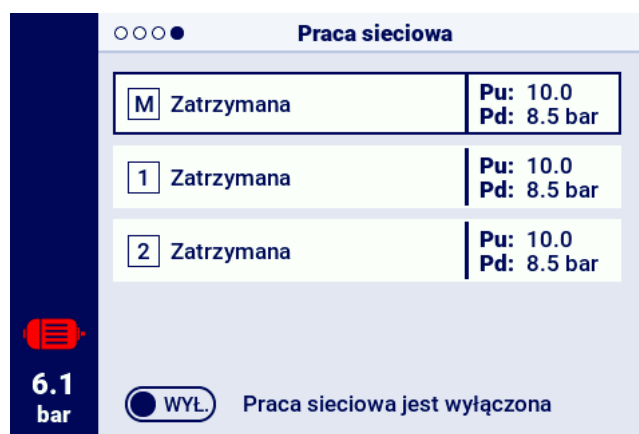 Praca sieciowa
M Zatrzymana
Pu: 10.0
Pd: 8.5 bar
1 Zatrzymana
Pu: 10.0
Pd: 8.5 bar
2 Zatrzymana
Pu: 10.0
Pd: 8.5 bar
6.1
bar
WYŁ.
Praca sieciowa jest wyłączona